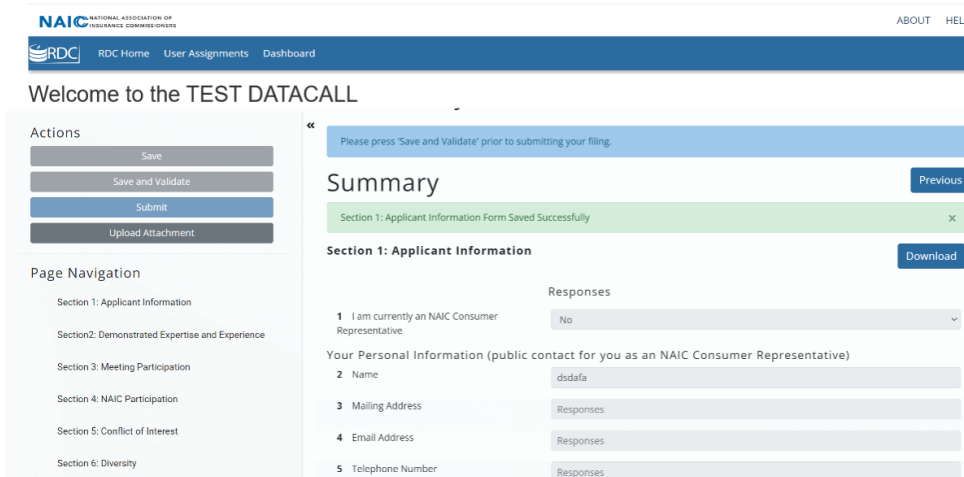 NAIC NATIONAL ASSOCIATION OF
INSURANCE COMMISSIONERS
ABOUT HEL
RDC RDC Home User Assignments Dashboard
Welcome to the TEST DATACALL
Actions
Save
Save and Validate
Submit
Upload Attachment
Page Navigation
Section 1: Applicant Information
Section2: Demonstrated Expertise and Experience
Section 3: Meeting Participation
Section 4: NAIC Participation
Section 5: Conflict of Interest
Section 6: Diversity
«
Please press 'Save and Validate' prior to submitting your filing.
Summary
Previous
Section 1: Applicant Information Form Saved Successfully ×
Section 1: Applicant Information
Download
Responses
1 I am currently an NAIC Consumer
Representative
No
Your Personal Information (public contact for you as an NAIC Consumer Representative)
2 Name dsdafa
3 Mailing Address Responses
4 Email Address Responses
5 Telephone Number Responses